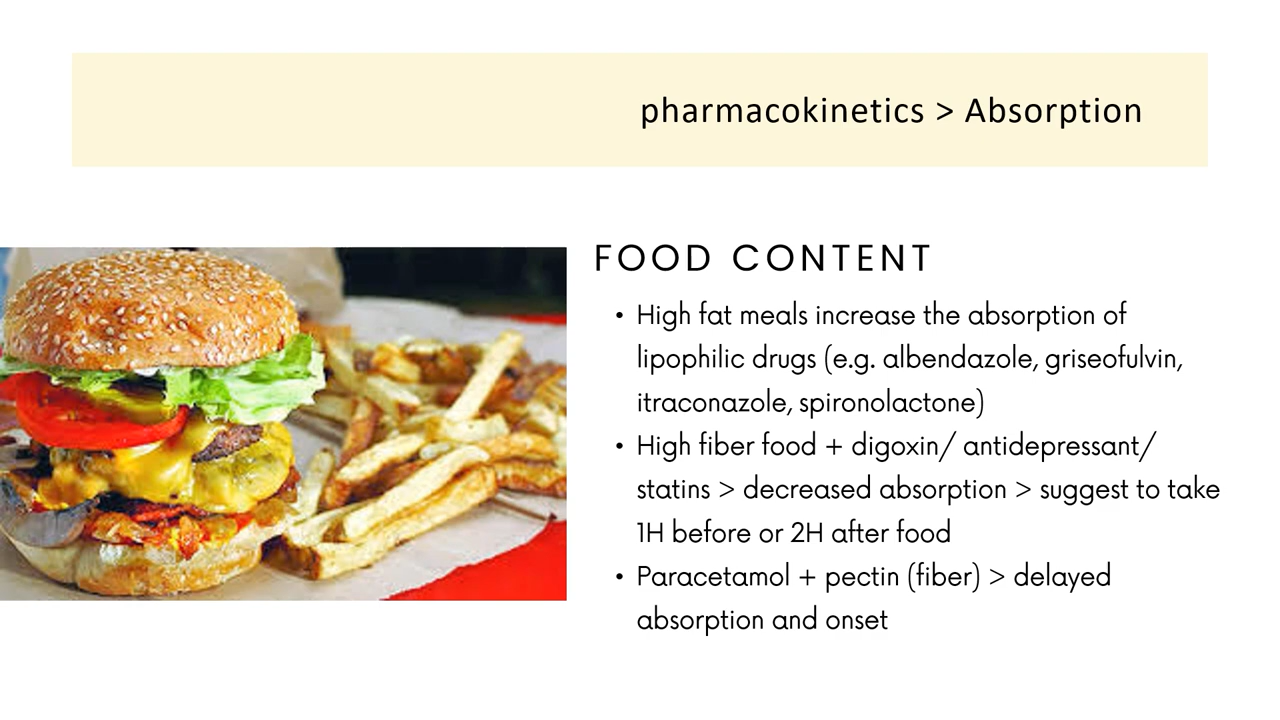 pharmacokinetics > Absorption
FOOD CONTENT
• High fat meals increase the absorption of
lipophilic drugs (e.g. albendazole, griseofulvin,
itraconazole, spironolactone)
• High fiber food + digoxin/ antidepressant/
statins > decreased absorption > suggest to take
1H before or 2H after food
• Paracetamol + pectin (fiber) > delayed
absorption and onset